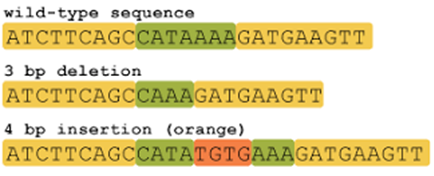 wild-type sequence
ATCTTCAGCCATAAAAGATGAAGTT
3 bp deletion
ATCTTCAGCCAAAGATGAAGTT
4 bp insertion (orange)
ATCTTCAGCCATATGTGAAAGATGAAGTT